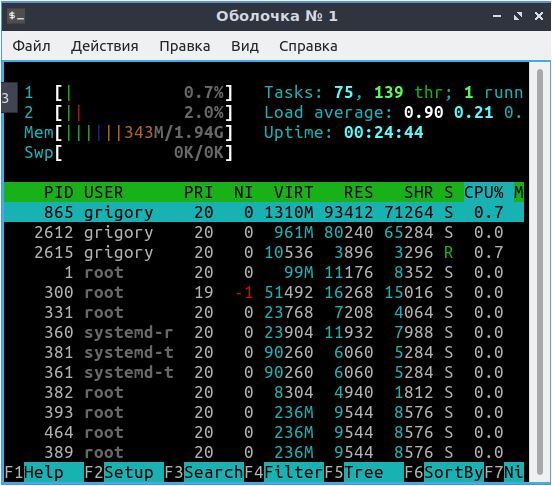 Оболочка № 1
Файл Действия Правка Вид Справка
3
1 [| 0.7%] Tasks: 75, 139 thr; 1 runn
2 [|| 2.0%] Load average: 0.90 0.21 0.
Mem[||||||343M/1.94G] Uptime: 00:24:44
Swp[ 0K/0K]
PID USER PRI NI VIRT RES SHR S CPU% M
865 grigory 20 0 1310M 93412 71264 S 0.7
2612 grigory 20 0 961M 80240 65284 S 0.0
2615 grigory 20 0 10536 3896 3296 R 0.7
1 root 20 0 99M 11176 8352 S 0.0
300 root 19 -1 51492 16268 15016 S 0.0
331 root 20 0 23768 7208 4064 S 0.0
360 systemd-r 20 0 23904 11932 7988 S 0.0
381 systemd-t 20 0 90260 6060 5284 S 0.0
361 systemd-t 20 0 90260 6060 5284 S 0.0
382 root 20 0 8304 4940 1812 S 0.0
393 root 20 0 236M 9544 8576 S 0.0
464 root 20 0 236M 9544 8576 S 0.0
389 root 20 0 236M 9544 8576 S 0.0
F1Help F2Setup F3SearchF4FilterF5Tree F6SortByF7Ni